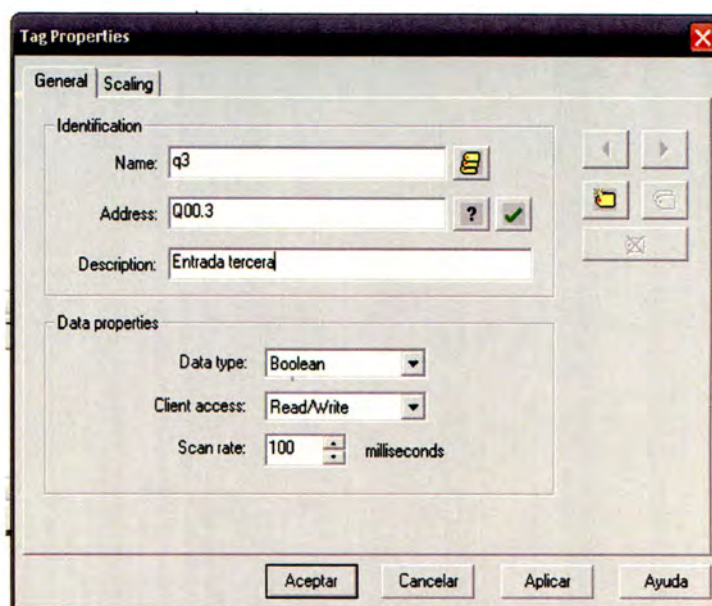 Tag Properties
General Scaling
Identification
Name: q3
Address: Q00.3 ?
Description: Entrada tercera
Data properties
Data type: Boolean
Client access: Read/Write
Scan rate: 100 milliseconds
Aceptar Cancelar Aplicar Ayuda